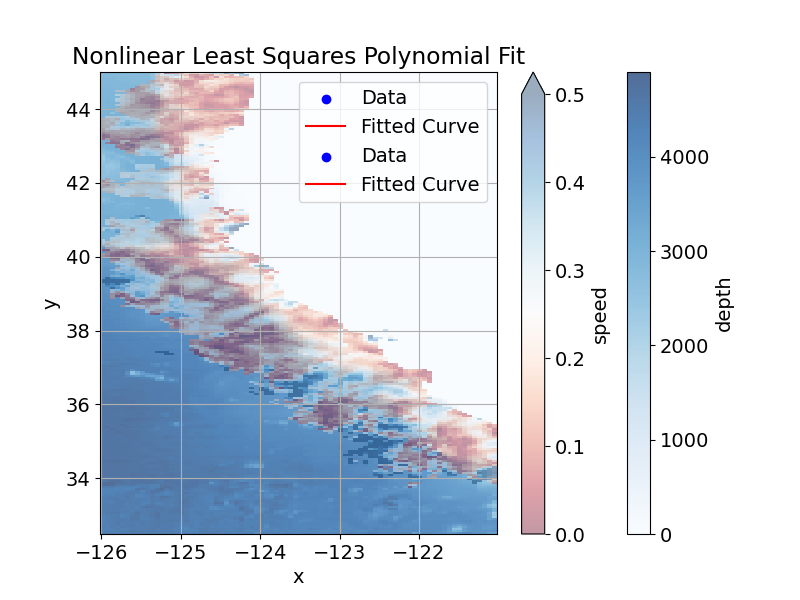 Nonlinear Least Squares Polynomial Fit
Data
Fitted Curve
Data
Fitted Curve
44
42
40
38
36
34
y
−126
−125
−124
−123
−122
x
0.5
0.4
0.3
0.2
0.1
0.0
speed
4000
3000
2000
1000
0
depth